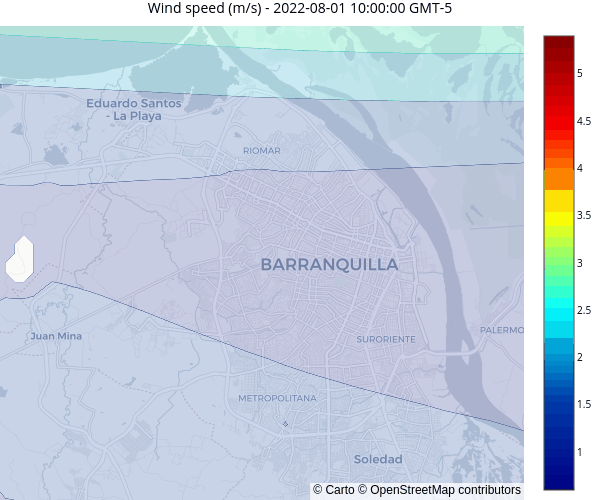 Wind speed (m/s) - 2022-08-01 10:00:00 GMT-5
Eduardo Santos
- La Playa
RIOMAR
BARRANQUILLA
SURORIENTE
PALERMO
Juan Mina
METROPOLITANA
Soledad
© Carto © OpenStreetMap contributors
5
4.5
4
3.5
3
2.5
2
1.5
1